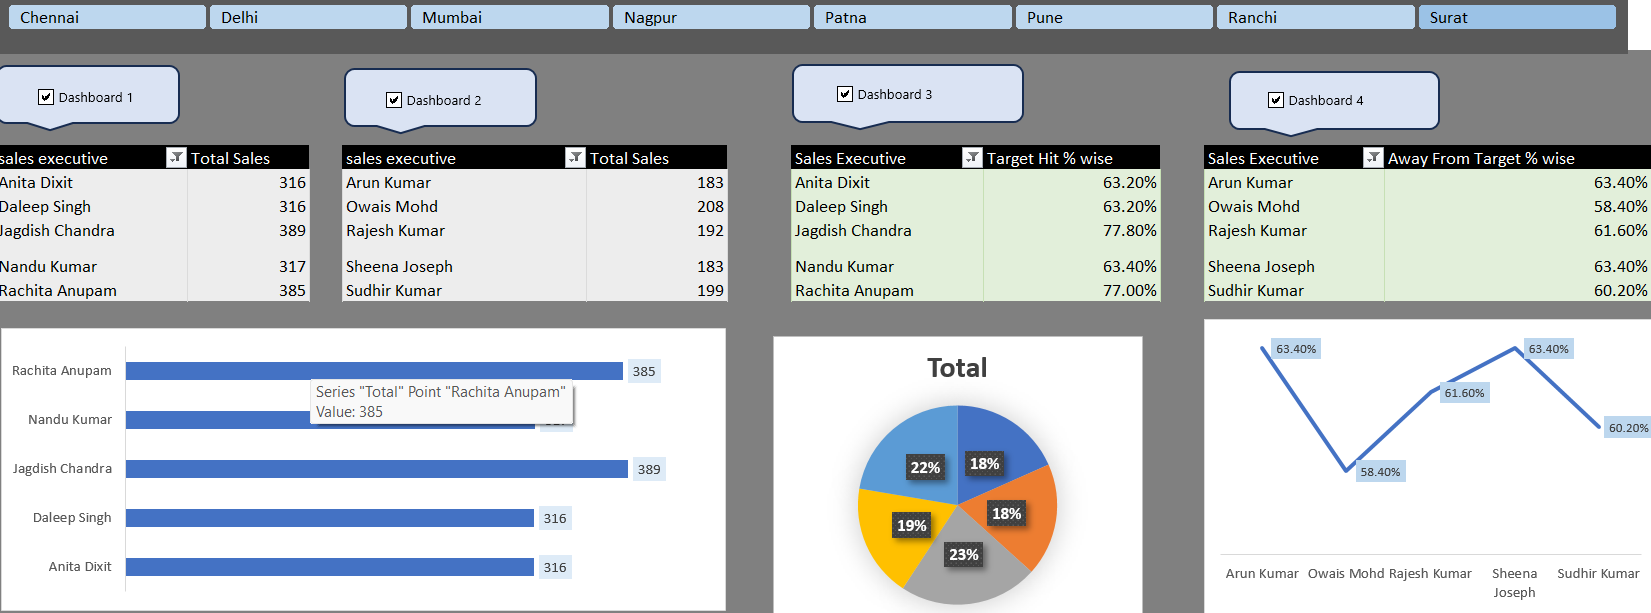 Chennai Delhi Mumbai Nagpur Patna Pune Ranchi Surat
Dashboard 1
Dashboard 2
Dashboard 3
Dashboard 4
sales executive Total Sales
Anita Dixit 316
Daleep Singh 316
Jagdish Chandra 389
Nandu Kumar 317
Rachita Anupam 385
sales executive Total Sales
Arun Kumar 183
Owais Mohd 208
Rajesh Kumar 192
Sheena Joseph 183
Sudhir Kumar 199
Sales Executive Target Hit % wise
Anita Dixit 63.20%
Daleep Singh 63.20%
Jagdish Chandra 77.80%
Nandu Kumar 63.40%
Rachita Anupam 77.00%
Sales Executive Away From Target % wise
Arun Kumar 63.40%
Owais Mohd 58.40%
Rajesh Kumar 61.60%
Sheena Joseph 63.40%
Sudhir Kumar 60.20%
Rachita Anupam 385
Series "Total" Point "Rachita Anupam"
Value: 385
Nandu Kumar
Jagdish Chandra 389
Daleep Singh 316
Anita Dixit 316
Total
22% 18%
18%
19%
23%
63.40% 63.40%
61.60%
60.20%
58.40%
Arun Kumar Owais Mohd Rajesh Kumar Sheena Joseph Sudhir Kumar